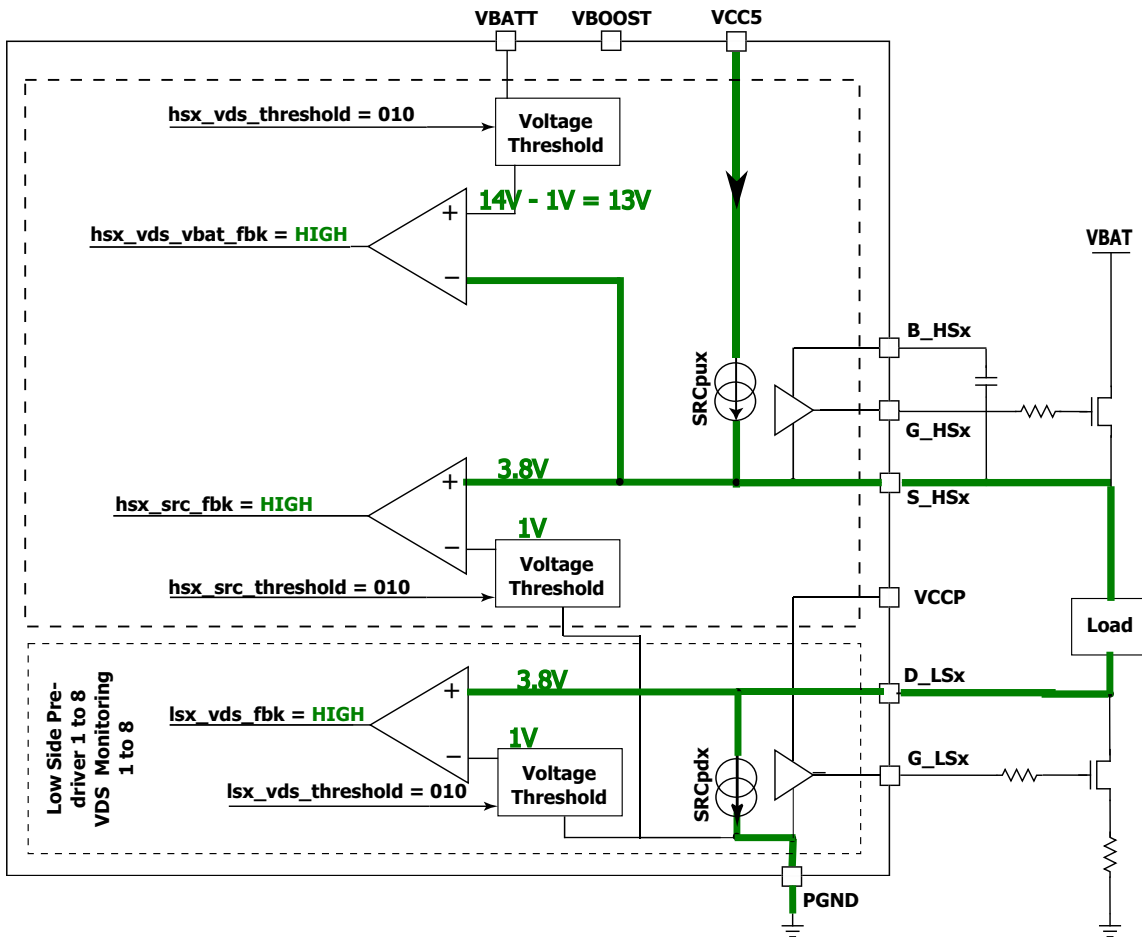 VBATT
VBOOST
VCC5
hsx_vds_threshold = 010
Voltage
Threshold
14V - 1V = 13V
+
hsx_vds_vbat_fbk = HIGH
−
VBAT
B_HSx
SRCpux
G_HSx
3.8V
+
S_HSx
hsx_src_fbk = HIGH
1V
−
Voltage
Threshold
hsx_src_threshold = 010
VCCP
Load
D_LSx
3.8V
+
Low Side Pre-
driver 1 to 8
VDS Monitoring
1 to 8
lsx_vds_fbk = HIGH
1V
−
Voltage
Threshold
SRCpdx
G_LSx
lsx_vds_threshold = 010
PGND